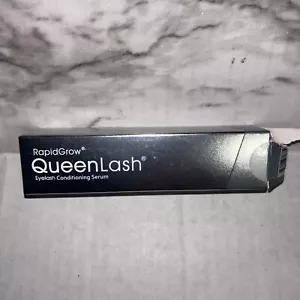 RapidGrow®
QueenLash®
Eyelash Conditioning Serum